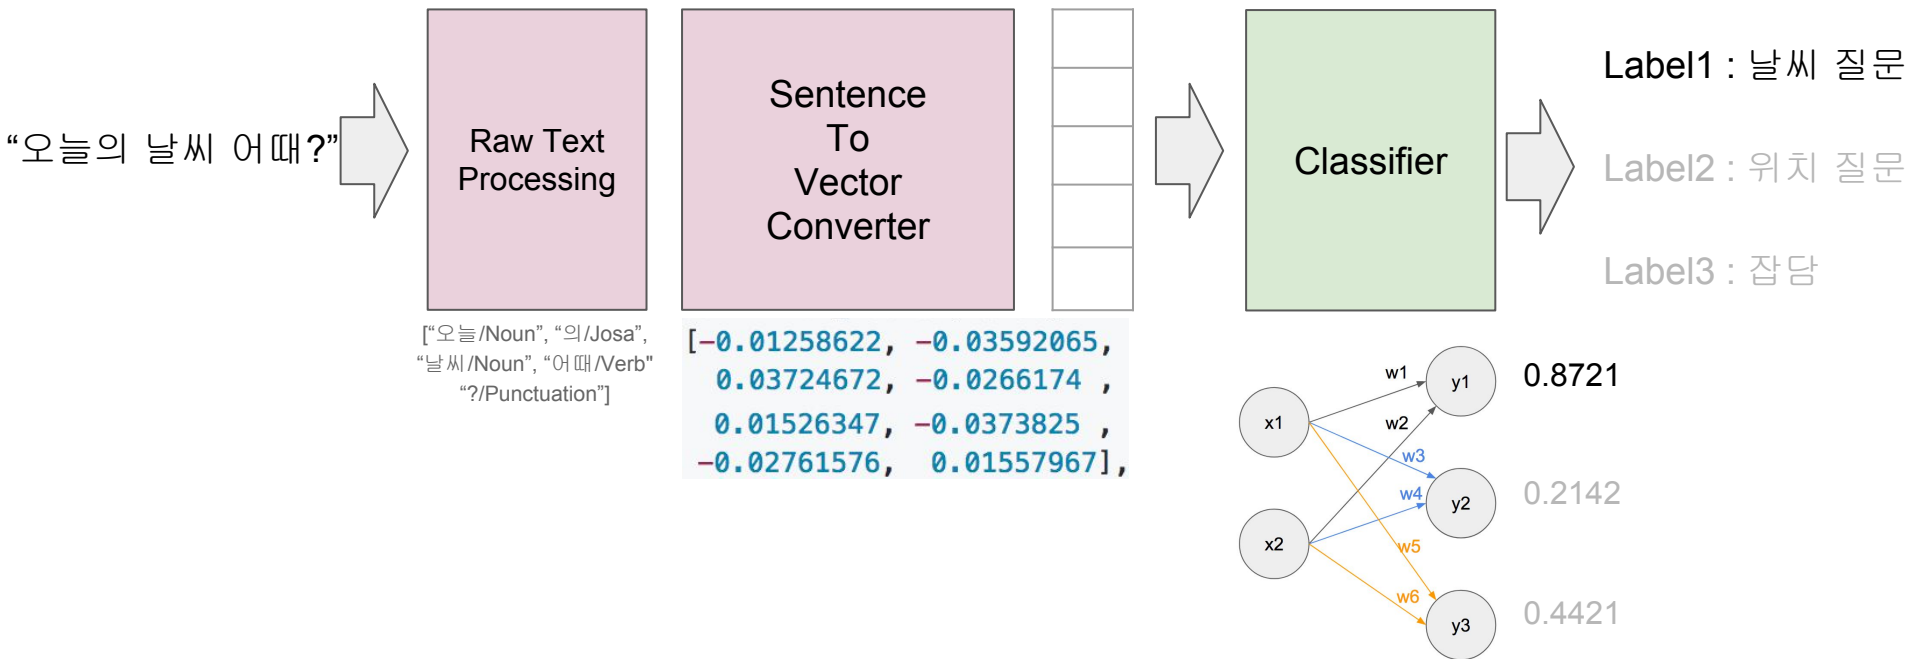 “오늘의 날씨 어때?”
Raw Text
Processing
["오늘/Noun", “의/Josa”,
“날씨/Noun”, “어때/Verb"
“?/Punctuation”]
Sentence
To
Vector
Converter
[-0.01258622, -0.03592065,
0.03724672, -0.0266174 ,
0.01526347, -0.0373825 ,
-0.02761576, 0.01557967],
Classifier
Label1 : 날씨 질문
Label2 : 위치 질문
Label3 : 잡담
x1
x2
w1
w2
w3
w4
w5
w6
y1
0.8721
y2
0.2142
y3
0.4421